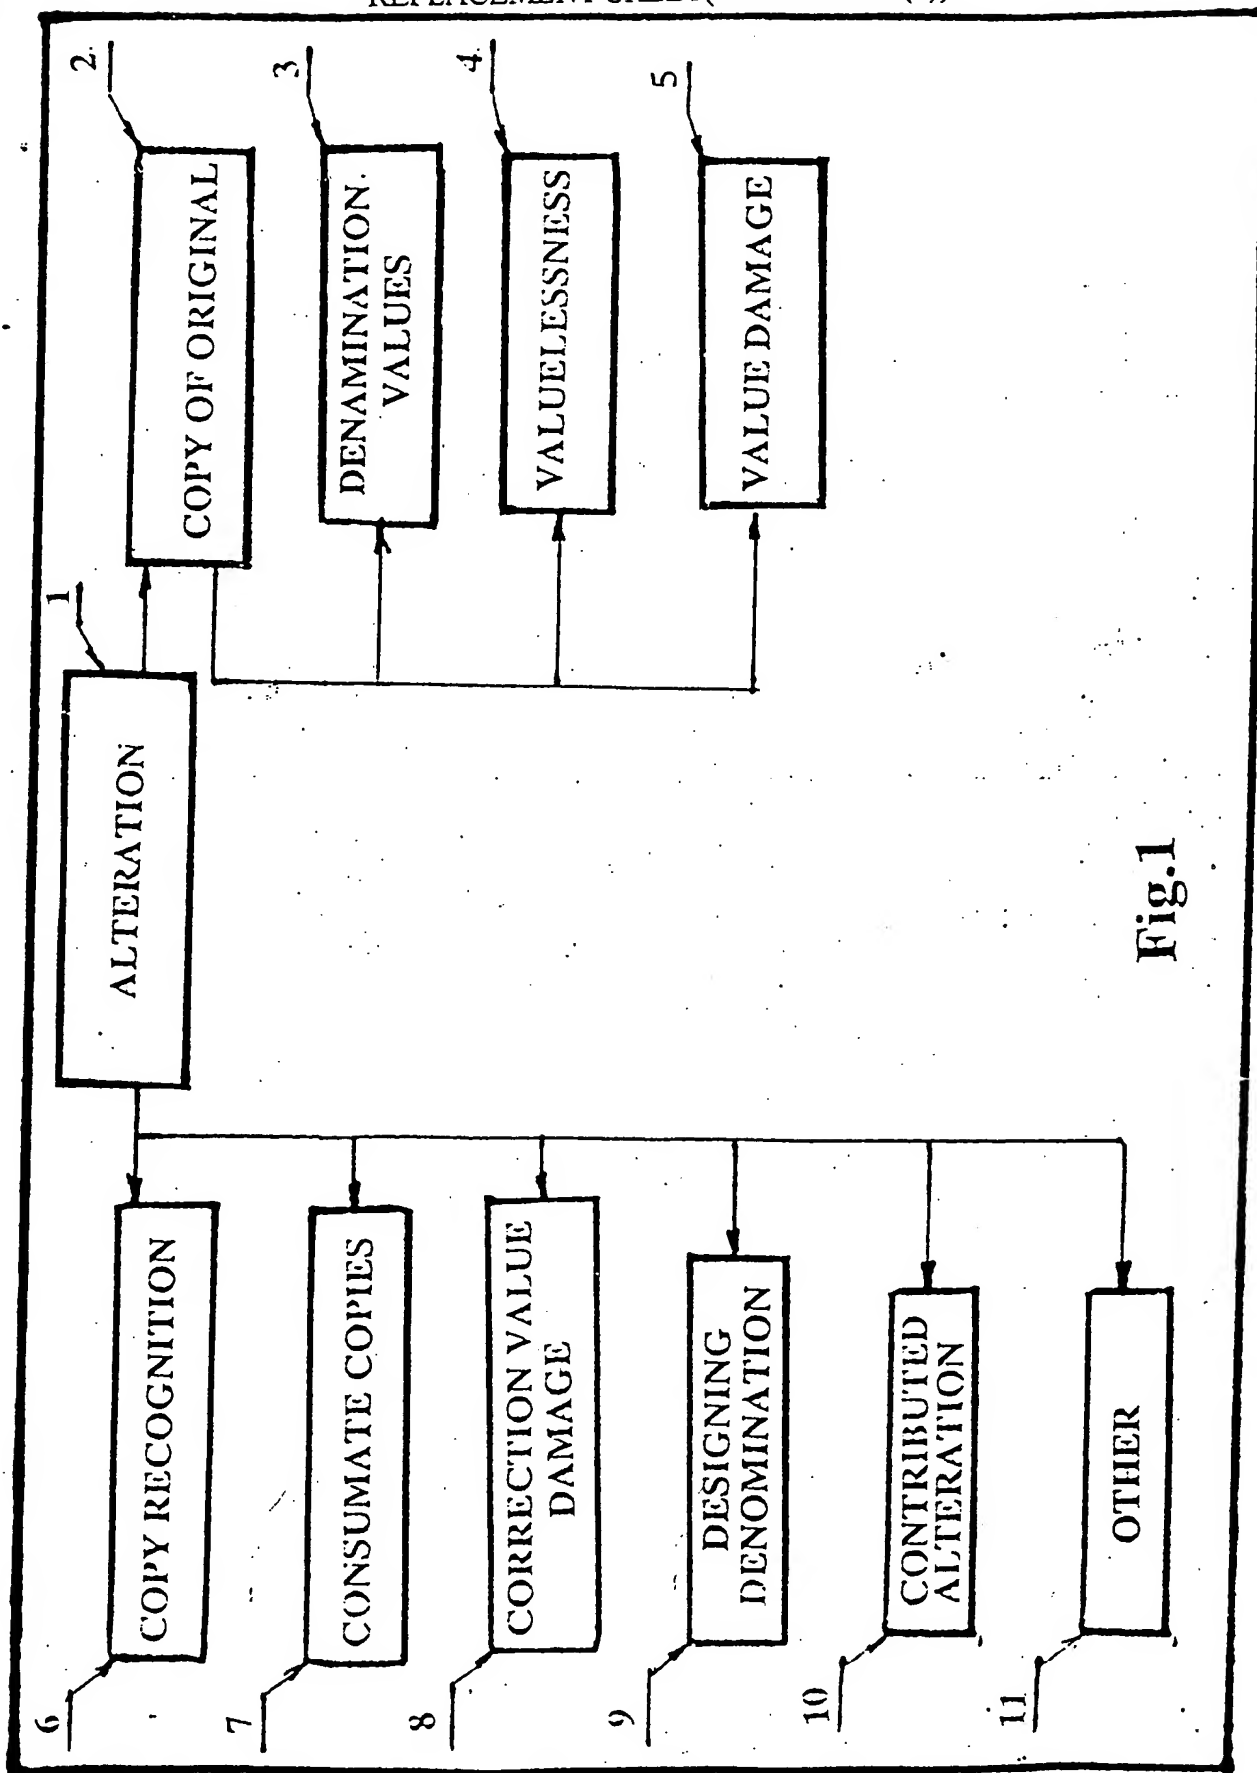 1
ALTERATION
2
COPY OF ORIGINAL
3
DENAMINATION
VALUES
4
VALUELESSNESS
5
VALUE DAMAGE
6
COPY RECOGNITION
7
CONSUMATE COPIES
8
CORRECTION VALUE
DAMAGE
9
DESIGNING
DENOMINATION
10
CONTRIBUTED
ALTERATION
11
OTHER
Fig.1